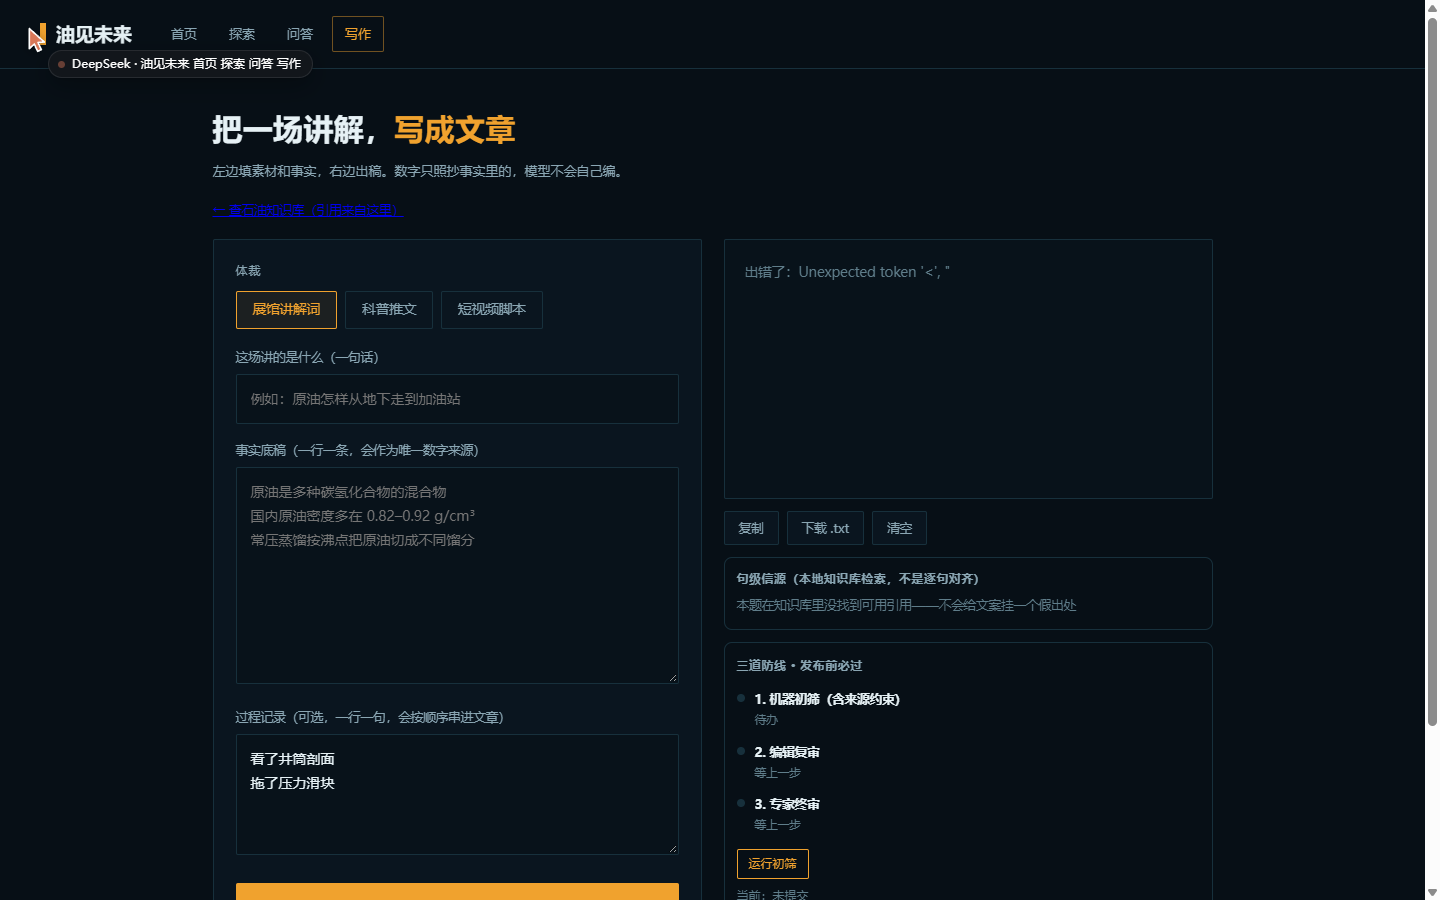 油见未来
首页
探索
问答
写作
DeepSeek · 油见未来 首页 探索 问答 写作
把一场讲解，写成文章
左边填素材和事实，右边出稿。数字只照抄事实里的，模型不会自己编。
← 查石油知识库（引用来自这里）
体裁
展馆讲解词
科普推文
短视频脚本
这场讲的是什么（一句话）
例如：原油怎样从地下走到加油站
事实底稿（一行一条，会作为唯一数字来源）
原油是多种碳氢化合物的混合物
国内原油密度多在 0.82–0.92 g/cm³
常压蒸馏按沸点把原油切成不同馏分
过程记录（可选，一行一句，会按顺序串进文章）
看了井筒剖面
拖了压力滑块
出错了：Unexpected token '<', "
复制
下载 .txt
清空
句级信源（本地知识库检索，不是逐句对齐）
本题在知识库里没找到可用引用——不会给文案挂一个假出处
三道防线 · 发布前必过
1. 机器初筛（含来源约束）
待办
2. 编辑复审
等上一步
3. 专家终审
等上一步
运行初筛
当前：未提交